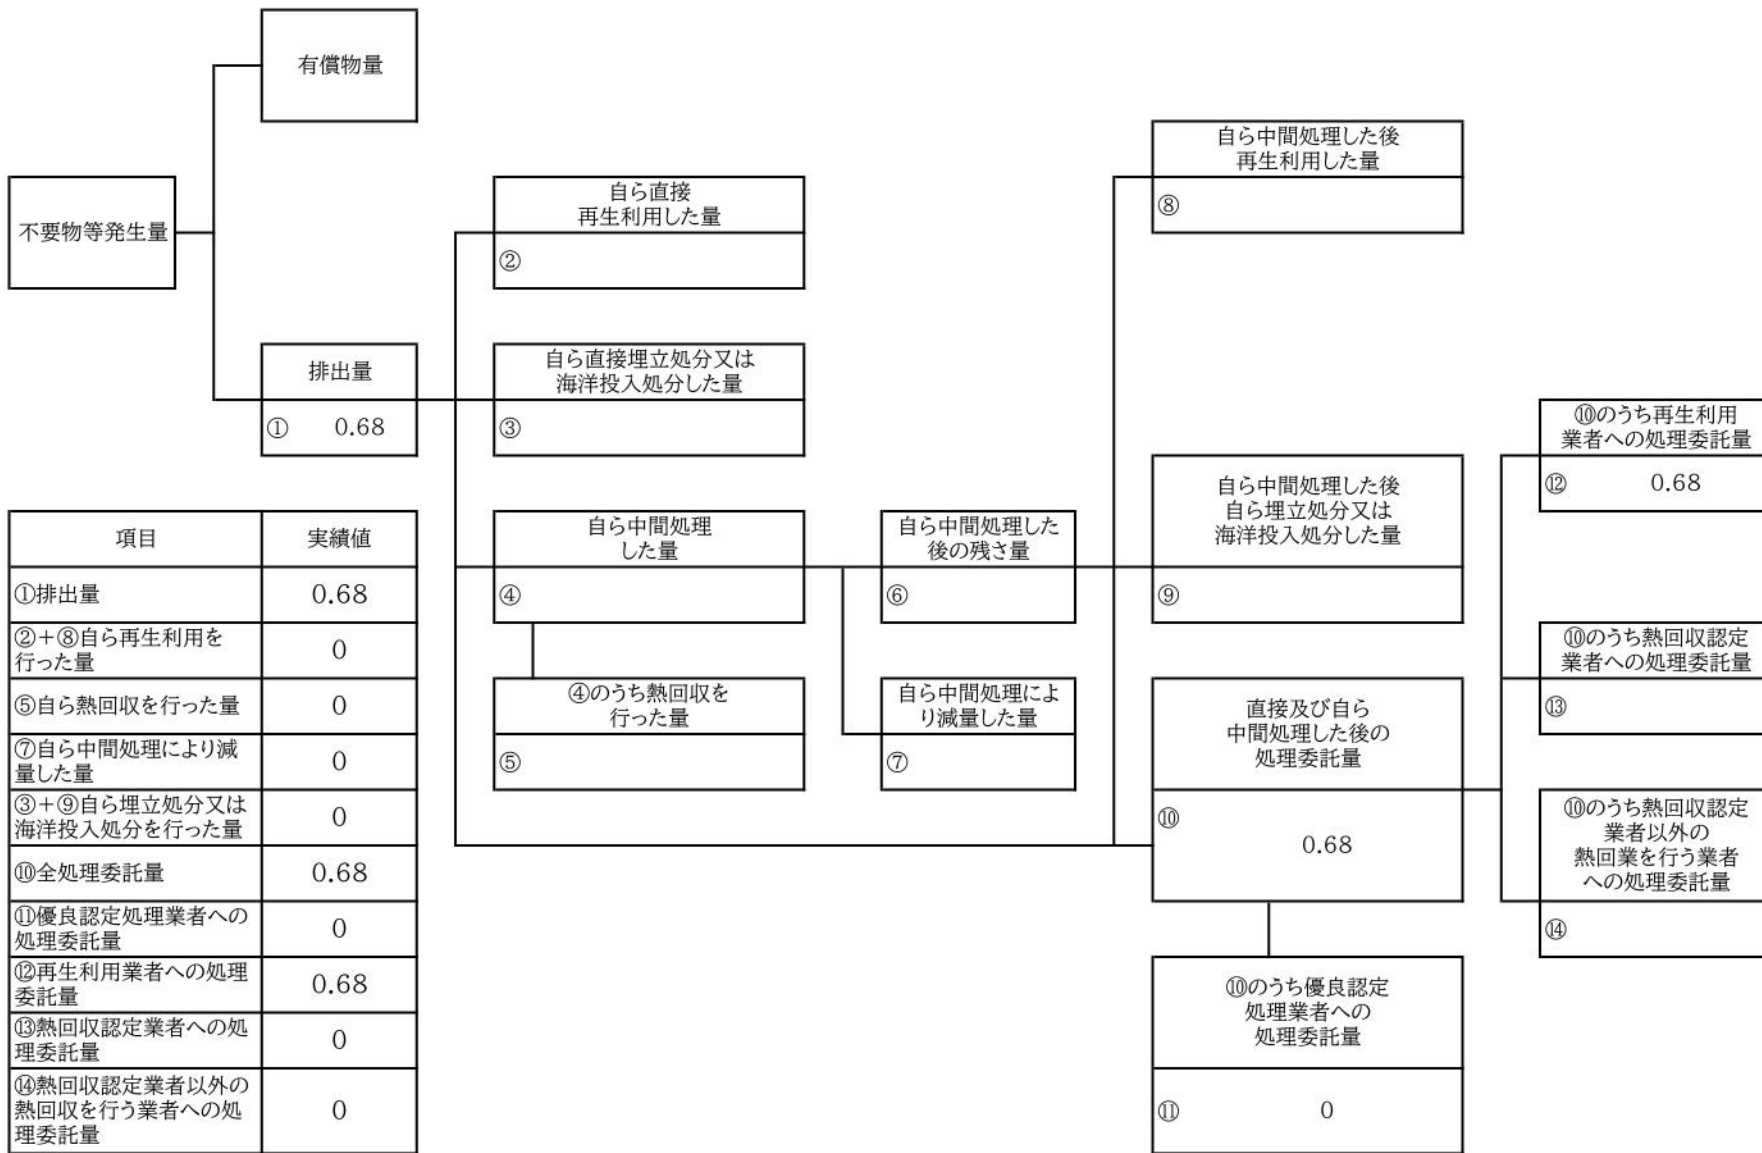 有償物量
不要物等発生量
排出量
① 0.68
自ら直接
再生利用した量
②
自ら直接埋立処分又は
海洋投入処分した量
③
自ら中間処理
した量
④
④のうち熱回収を
行った量
⑤
自ら中間処理した
後の残さ量
⑥
自ら中間処理によ
り減量した量
⑦
自ら中間処理した後
再生利用した量
⑧
自ら中間処理した後
自ら埋立処分又は
海洋投入処分した量
⑨
直接及び自ら
中間処理した後の
処理委託量
⑩
0.68
⑩のうち優良認定
処理業者への
処理委託量
⑪ 0
⑩のうち再生利用
業者への処理委託量
⑫ 0.68
⑩のうち熱回収認定
業者への処理委託量
⑬
⑩のうち熱回収認定
業者以外の
熱回業を行う業者
への処理委託量
⑭
項目 実績値
①排出量 0.68
②+⑧自ら再生利用を
行った量 0
⑤自ら熱回収を行った量 0
⑦自ら中間処理により減
量した量 0
③+⑨自ら埋立処分又は
海洋投入処分を行った量 0
⑩全処理委託量 0.68
⑪優良認定処理業者への
処理委託量 0
⑫再生利用業者への処理
委託量 0.68
⑬熱回収認定業者への処
理委託量 0
⑭熱回収認定業者以外の
熱回収を行う業者への処
理委託量 0